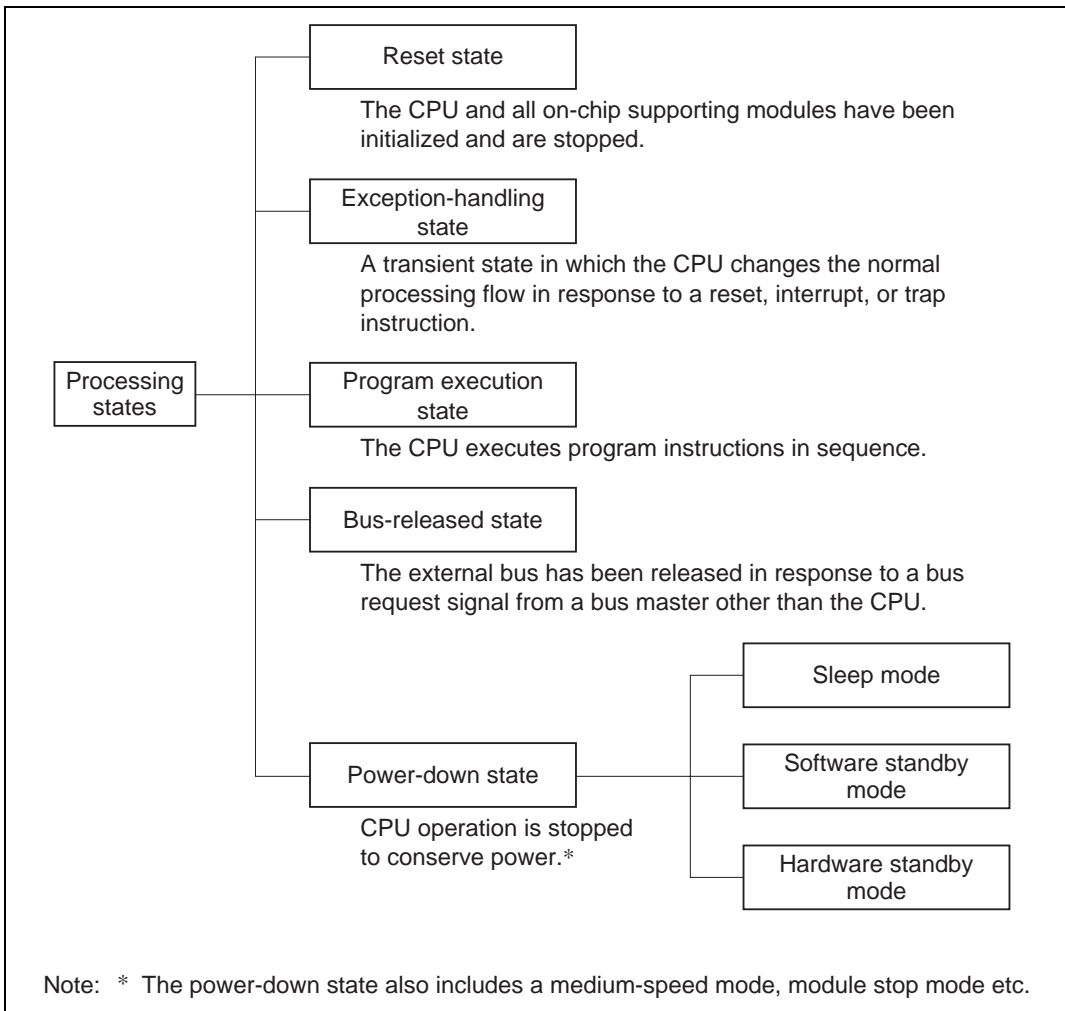 Reset state
The CPU and all on-chip supporting modules have been
initialized and are stopped.
Exception-handling
state
A transient state in which the CPU changes the normal
processing flow in response to a reset, interrupt, or trap
instruction.
Processing
states
Program execution
state
The CPU executes program instructions in sequence.
Bus-released state
The external bus has been released in response to a bus
request signal from a bus master other than the CPU.
Sleep mode
Power-down state
CPU operation is stopped
to conserve power.*
Software standby
mode
Hardware standby
mode
Note: * The power-down state also includes a medium-speed mode, module stop mode etc.